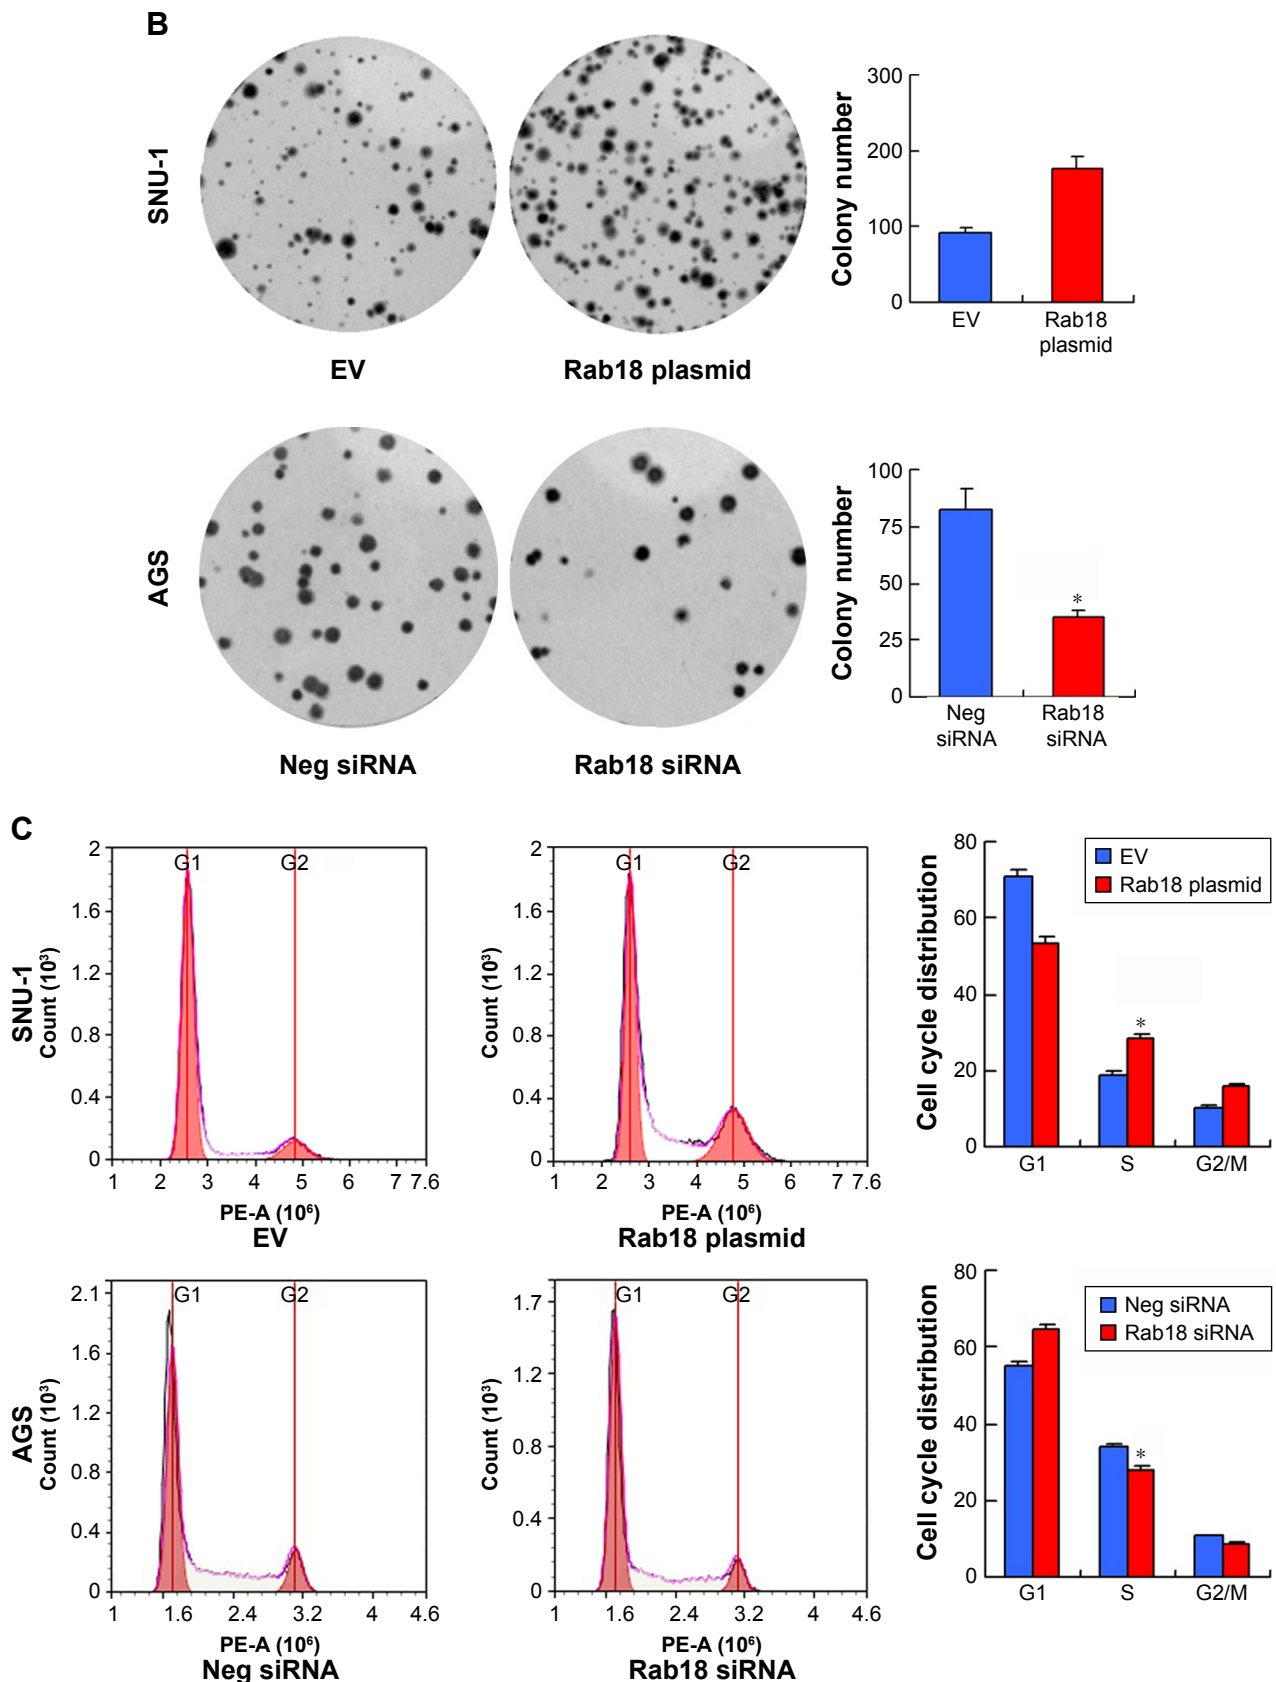 B
SNU-1
EV
Rab18 plasmid
Colony number
300
200
100
0
EV
Rab18
plasmid
AGS
Neg siRNA
Rab18 siRNA
Colony number
100
75
50
25
0
*
Neg
siRNA
Rab18
siRNA
C
SNU-1
Count (10³)
2
1.6
1.2
0.8
0.4
0
G1
G2
1 2 3 4 5 6 7 7.6
PE-A (10⁶)
EV
Count (10³)
2
1.6
1.2
0.8
0.4
0
G1
G2
1 2 3 4 5 6 7 7.6
PE-A (10⁶)
Rab18 plasmid
Cell cycle distribution
80
60
40
20
0
EV
Rab18 plasmid
*
G1 S G2/M
AGS
Count (10³)
2.1
1.6
1.2
0.8
0.4
0
G1
G2
1 1.6 2.4 3.2 4 4.6
PE-A (10⁶)
Neg siRNA
Count (10³)
1.7
1.2
0.8
0.4
0
G1
G2
1 1.6 2.4 3.2 4 4.6
PE-A (10⁶)
Rab18 siRNA
Cell cycle distribution
80
60
40
20
0
Neg siRNA
Rab18 siRNA
*
G1 S G2/M